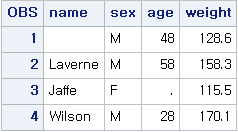 OBS name sex age weight
1 M 48 128.6
2 Laverne M 58 158.3
3 Jaffe F . 115.5
4 Wilson M 28 170.1